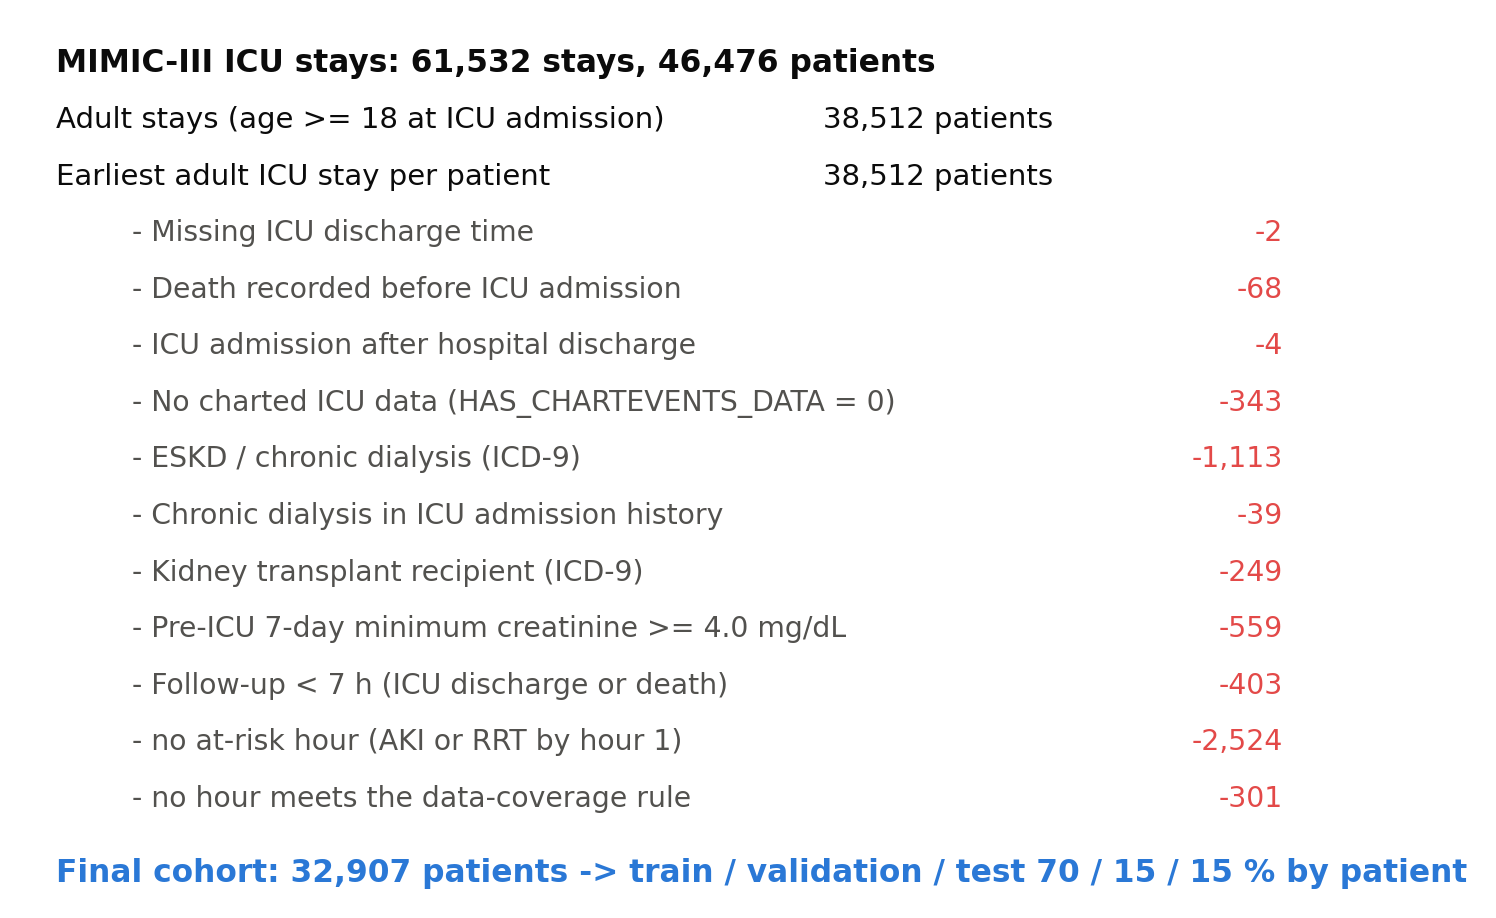 MIMIC-III ICU stays: 61,532 stays, 46,476 patients
Adult stays (age >= 18 at ICU admission) 38,512 patients
Earliest adult ICU stay per patient 38,512 patients
- Missing ICU discharge time -2
- Death recorded before ICU admission -68
- ICU admission after hospital discharge -4
- No charted ICU data (HAS_CHARTEVENTS_DATA = 0) -343
- ESKD / chronic dialysis (ICD-9) -1,113
- Chronic dialysis in ICU admission history -39
- Kidney transplant recipient (ICD-9) -249
- Pre-ICU 7-day minimum creatinine >= 4.0 mg/dL -559
- Follow-up < 7 h (ICU discharge or death) -403
- no at-risk hour (AKI or RRT by hour 1) -2,524
- no hour meets the data-coverage rule -301
Final cohort: 32,907 patients -> train / validation / test 70 / 15 / 15 % by patient